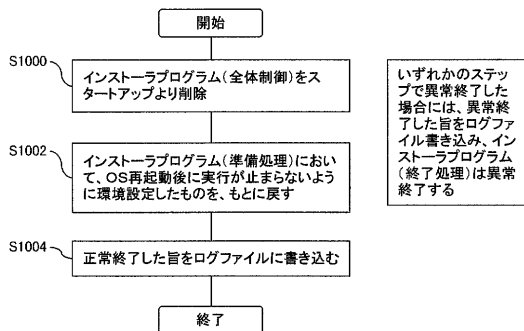 開始
S1000
インストーラプログラム（全体制御）をス
タートアップより削除
S1002
インストーラプログラム（準備処理）におい
て、OS再起動後に実行が止まらないよう
に環境設定したものを、もとに戻す
S1004
正常終了した旨をログファイルに書き込む
終了
いずれかのステッ
プで異常終了した
場合には、異常終
了した旨をログファ
イル書き込み、イン
ストーラプログラム
（終了処理）は異常
終了する